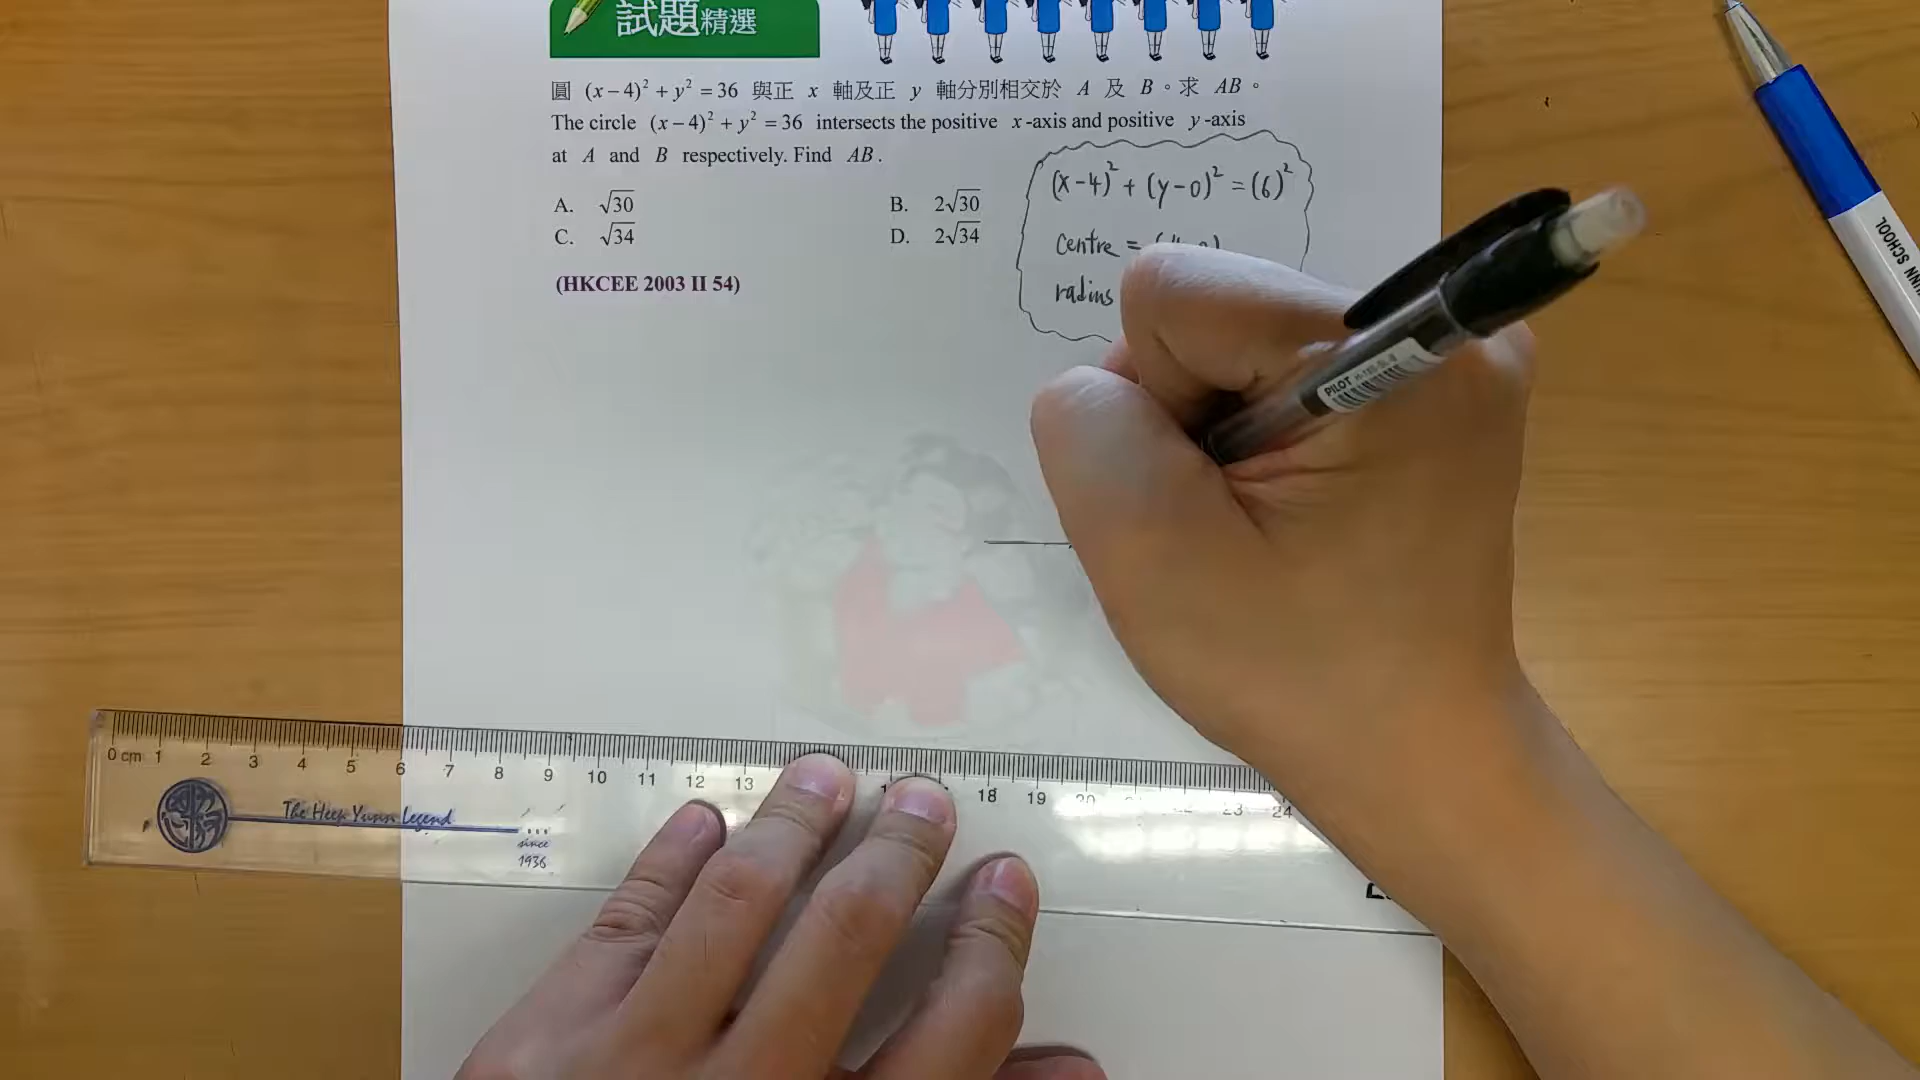 試題精選
圓 (x－4)² + y² = 36 與正 x 軸及正 y 軸分別相交於 A 及 B。求 AB。
The circle (x－4)² + y² = 36 intersects the positive x-axis and positive y-axis
at A and B respectively. Find AB.
A. √30
B. 2√30
C. √34
D. 2√34
(HKCEE 2003 II 54)
(x－4)² + (y－0)² = (6)²
centre =
radius
PILOT
NN SCHOOL
0 cm 1 2 3 4 5 6 7 8 9 10 11 12 13 18 19 20 23 24
The Heep Yunn Legend ...
since
1936